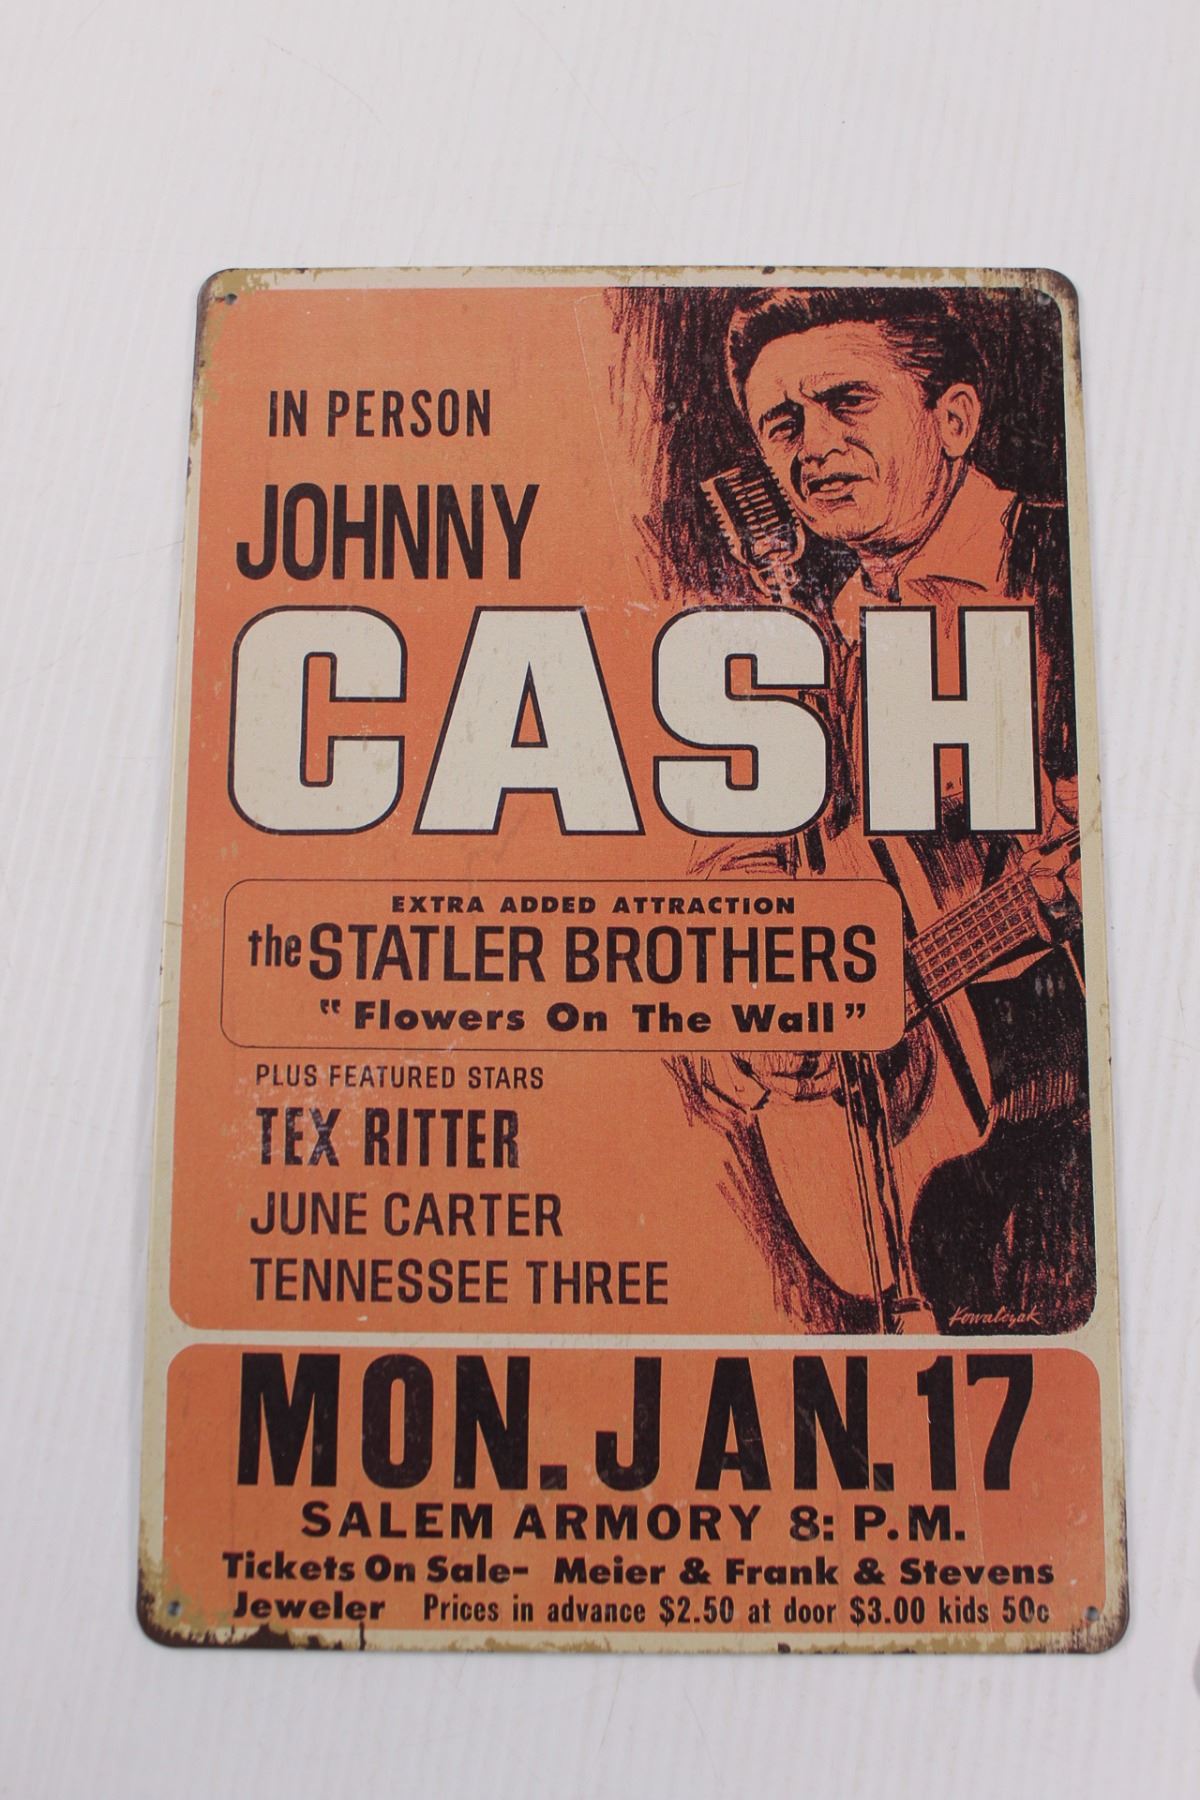 IN PERSON
JOHNNY
CASH
EXTRA ADDED ATTRACTION
the STATLER BROTHERS
"Flowers On The Wall"
PLUS FEATURED STARS
TEX RITTER
JUNE CARTER
TENNESSEE THREE
Kowalczak
MON. JAN. 17
SALEM ARMORY 8: P.M.
Tickets On Sale- Meier & Frank & Stevens
Jeweler Prices in advance $2.50 at door $3.00 kids 50c